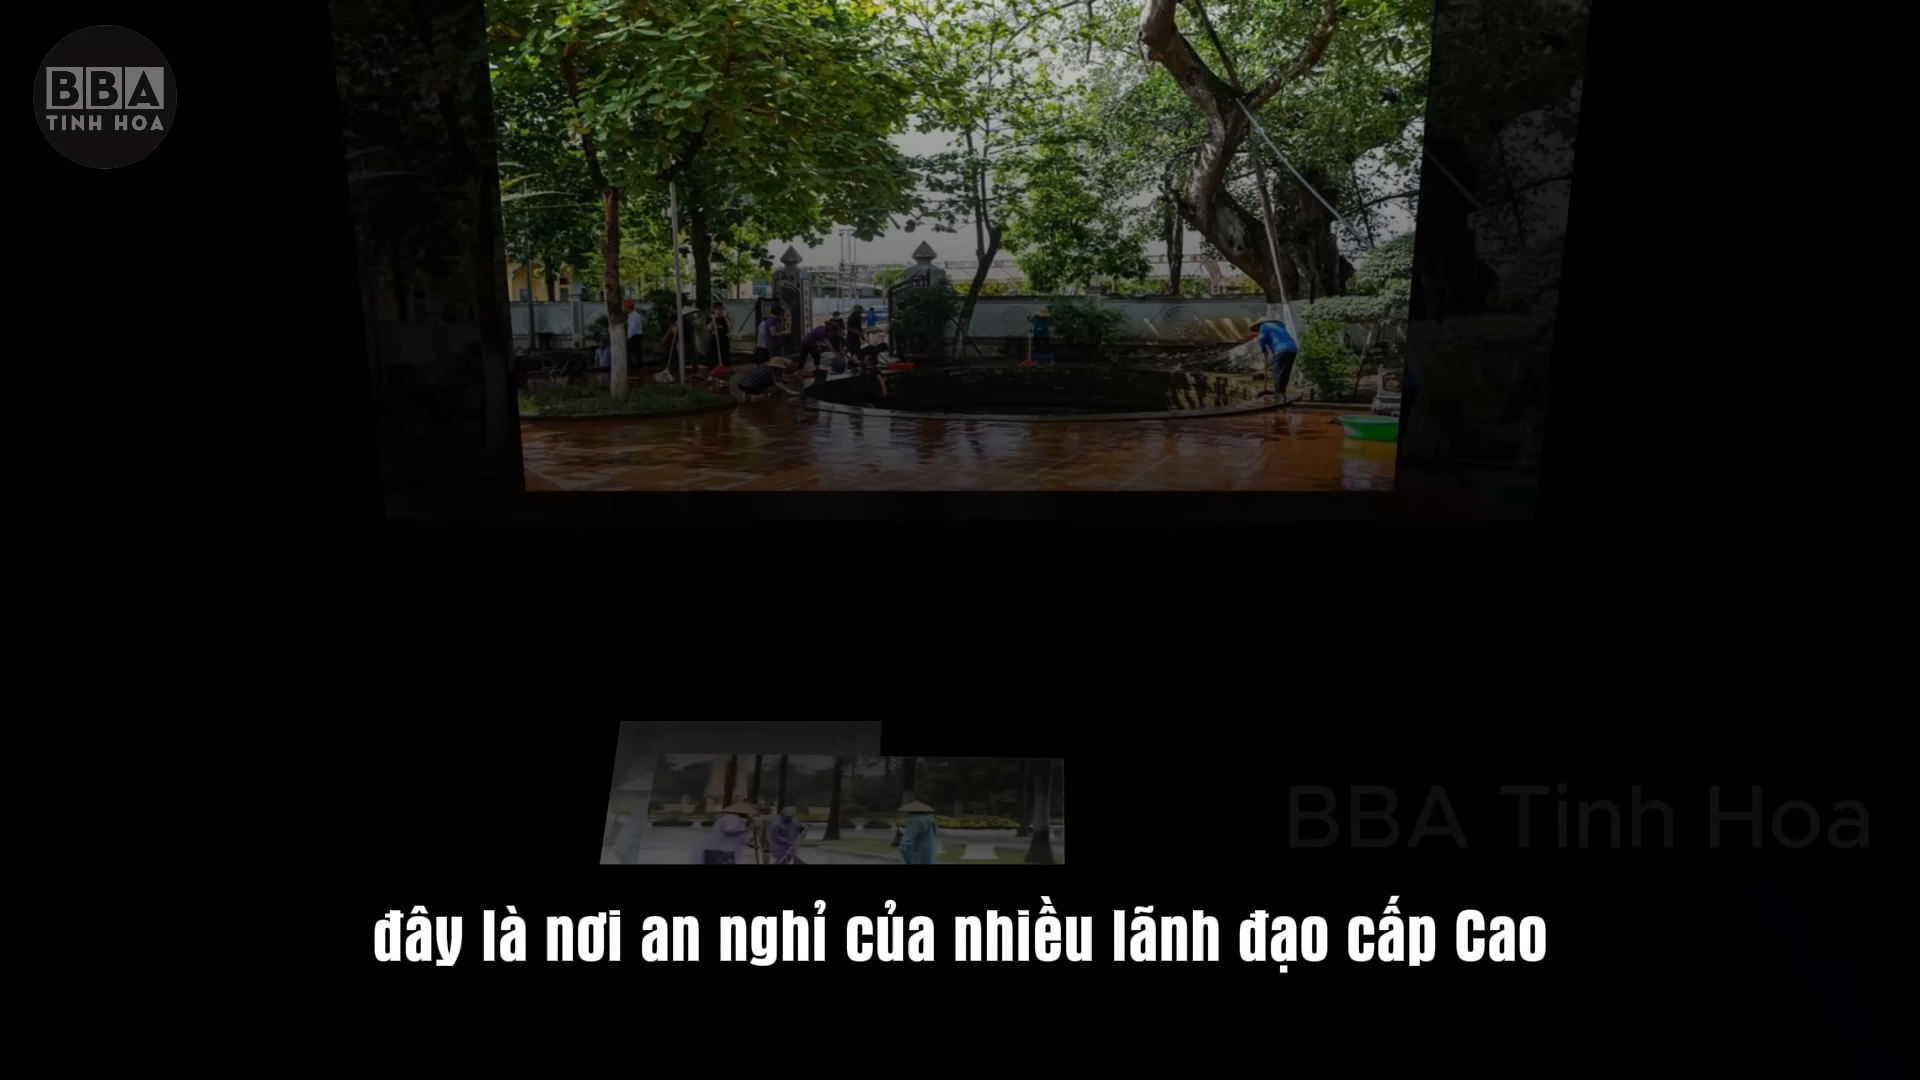 BBA
TINH HOA
BBA Tinh Hoa
đây là nơi an nghỉ của nhiều lãnh đạo cấp Cao